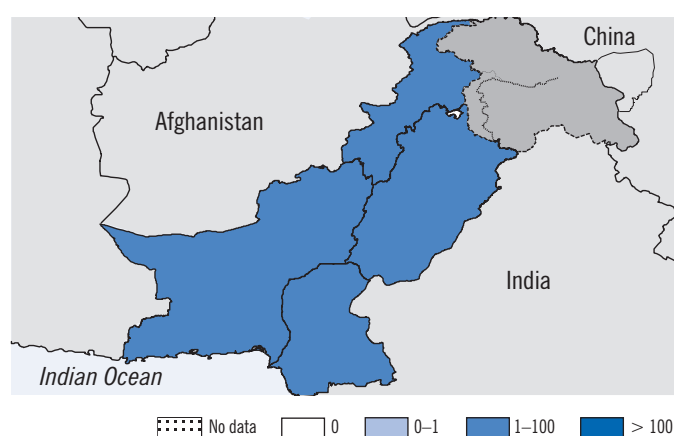 China
Afghanistan
India
Indian Ocean
No data 0 0–1 1–100 > 100